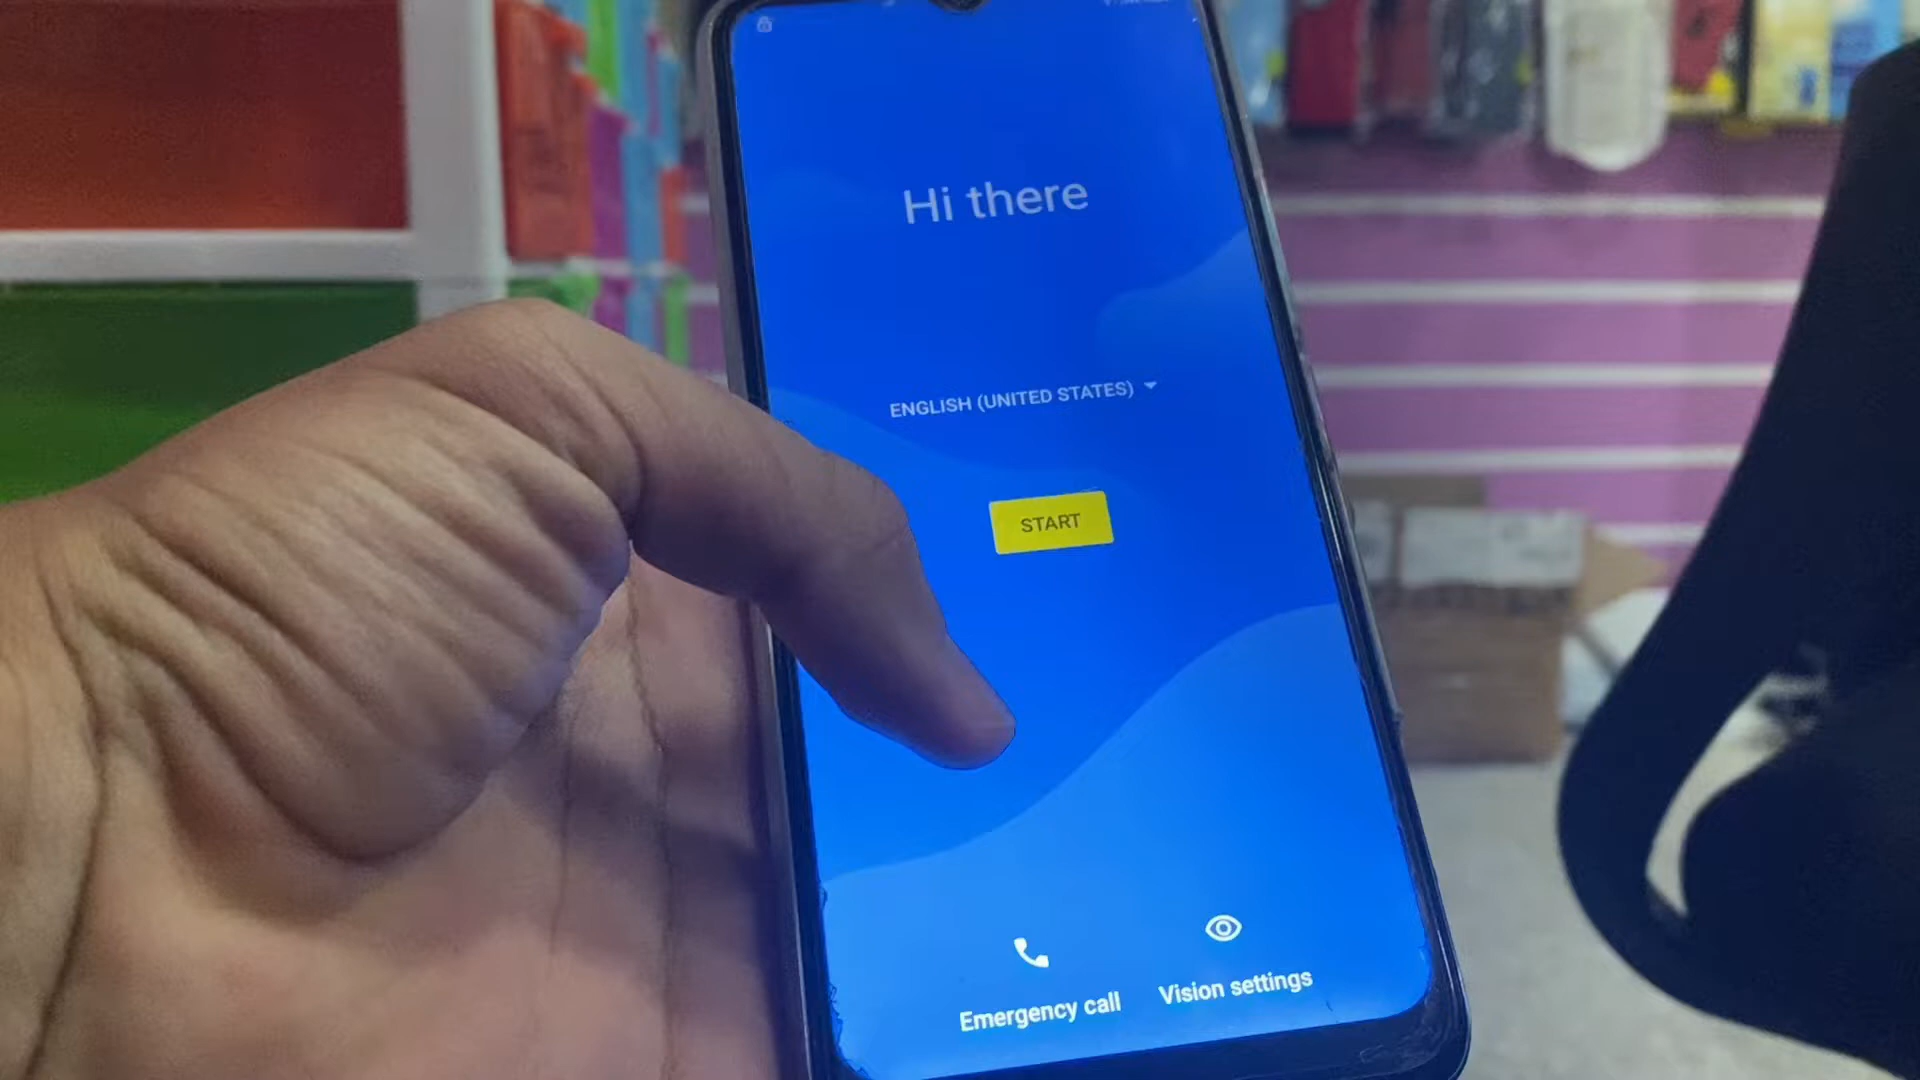 Hi there
ENGLISH (UNITED STATES)
START
Emergency call
Vision settings